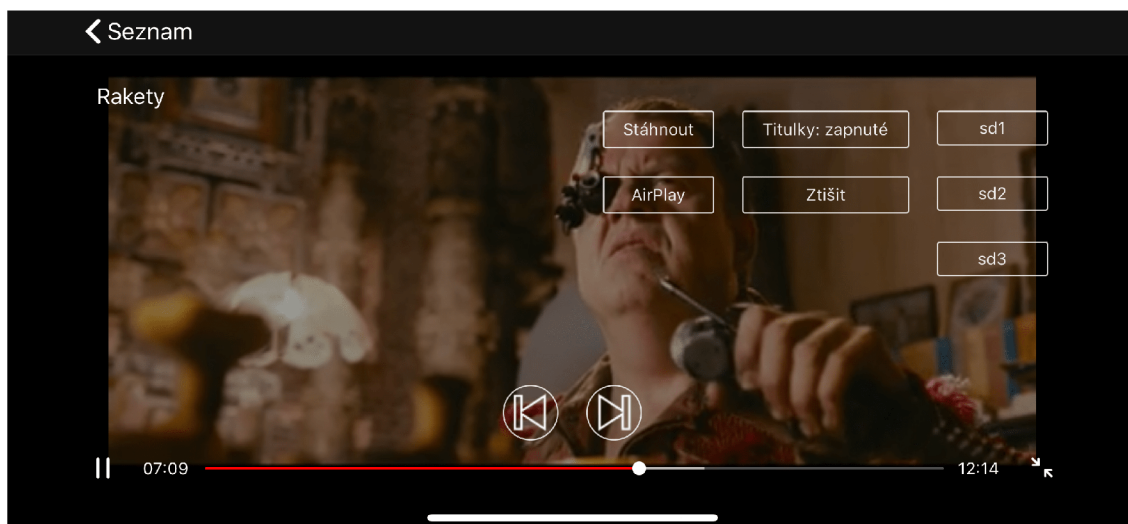 Seznam
Rakety
Stáhnout Titulky: zapnuté sd1
AirPlay Ztišit sd2
sd3
07:09 12:14